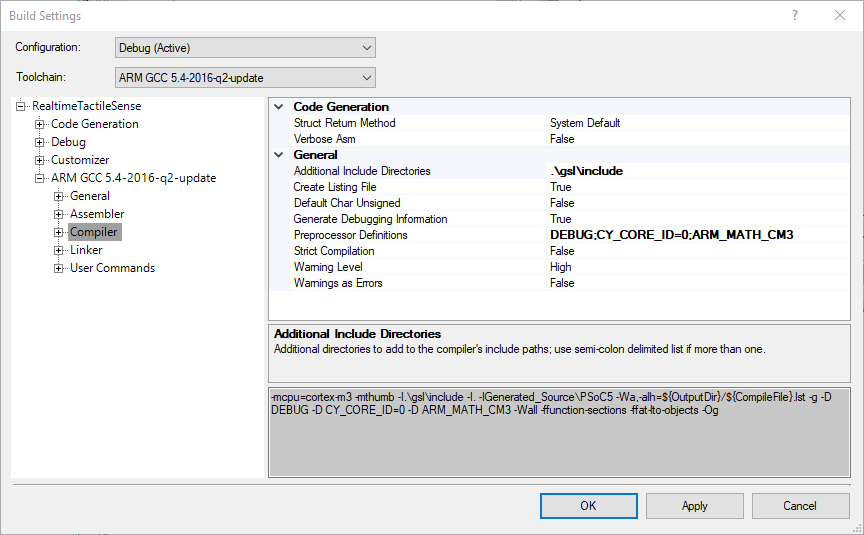 Build Settings
?
Configuration:
Debug (Active)
Toolchain:
ARM GCC 5.4-2016-q2-update
RealtimeTactileSense
Code Generation
Debug
Customizer
ARM GCC 5.4-2016-q2-update
General
Assembler
Compiler
Linker
User Commands
Code Generation
Struct Return Method System Default
Verbose Asm False
General
Additional Include Directories .\gsl\include
Create Listing File True
Default Char Unsigned False
Generate Debugging Information True
Preprocessor Definitions DEBUG;CY_CORE_ID=0;ARM_MATH_CM3
Strict Compilation False
Warning Level High
Warnings as Errors False
Additional Include Directories
Additional directories to add to the compiler's include paths; use semi-colon delimited list if more than one.
-mcpu=cortex-m3 -mthumb -I.\gsl\include -I. -IGenerated_Source\PSoC5 -Wa,-alh=${OutputDir}/${CompileFile}.lst -g -D
DEBUG -D CY_CORE_ID=0 -D ARM_MATH_CM3 -Wall -ffunction-sections -ffat-lto-objects -Og
OK Apply Cancel